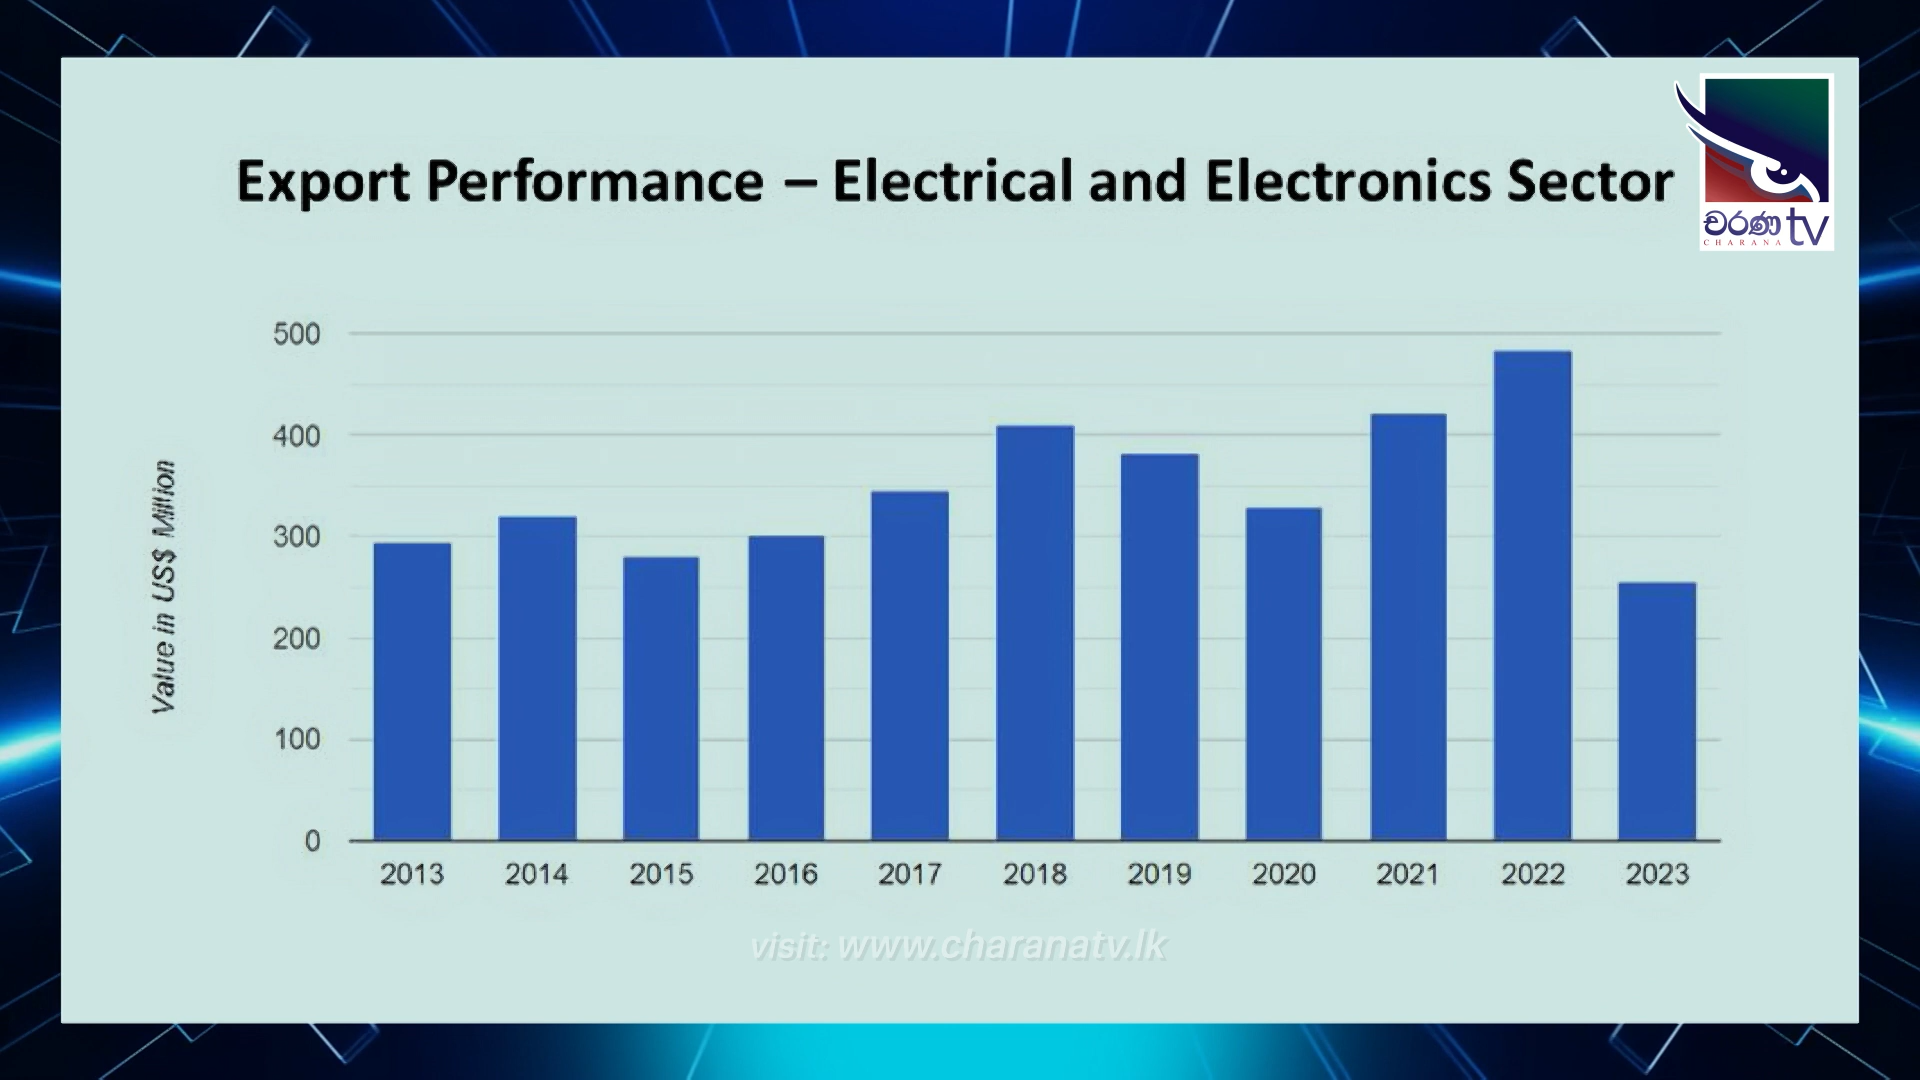 Export Performance – Electrical and Electronics Sector
චරණ tv
CHARANA
500
400
300
200
100
0
Value in US$ Million
2013 2014 2015 2016 2017 2018 2019 2020 2021 2022 2023
visit: www.charanatv.lk